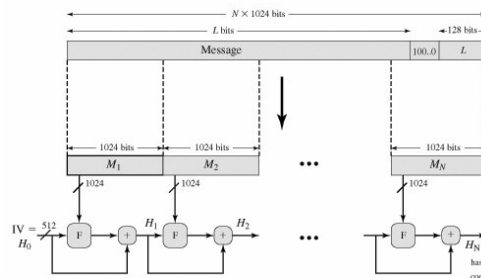 N × 1024 bits
L bits
128 bits
Message
100..0
L
1024 bits
1024 bits
1024 bits
M1
M2
•••
MN
1024
1024
1024
IV = H0
512
F
+
H1
F
+
H2
•••
F
+
HN
has